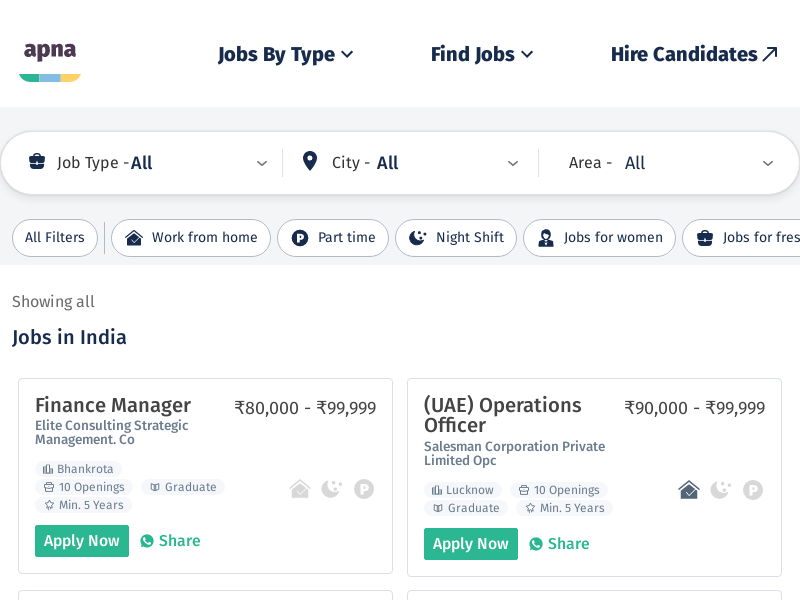 apna
Jobs By Type
Find Jobs
Hire Candidates
Job Type - All
City - All
Area - All
All Filters
Work from home
Part time
Night Shift
Jobs for women
Jobs for fres
Showing all
Jobs in India
Finance Manager
₹80,000 - ₹99,999
Elite Consulting Strategic
Management. Co
Bhankrota
10 Openings
Graduate
Min. 5 Years
P
Apply Now
Share
(UAE) Operations
Officer
₹90,000 - ₹99,999
Salesman Corporation Private
Limited Opc
Lucknow
10 Openings
Graduate
Min. 5 Years
P
Apply Now
Share